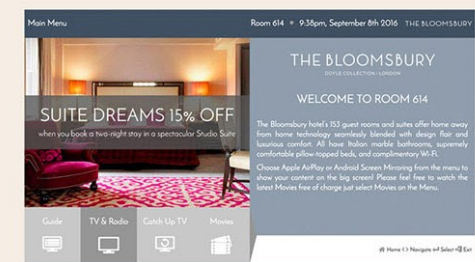 Main Menu
Room 614 • 9:38pm, September 8th 2016 THE BLOOMSBURY
THE BLOOMSBURY
DOYLE COLLECTION • LONDON
WELCOME TO ROOM 614
SUITE DREAMS 15% OFF
when you book a two-night stay in a spectacular Studio Suite
The Bloomsbury hotel's 153 guest rooms and suites offer home away
from home technology seamlessly blended with design flair and
luxurious comfort. All have Italian marble bathrooms, supremely
comfortable pillow-topped beds, and complimentary Wi-Fi.
Choose Apple AirPlay or Android Screen Mirroring from the menu to
show your content on the big screen! Please feel free to watch the
latest Movies free of charge just select Movies on the Menu.
Guide
TV & Radio
Catch Up TV
Movies
Home Navigate Select Exit